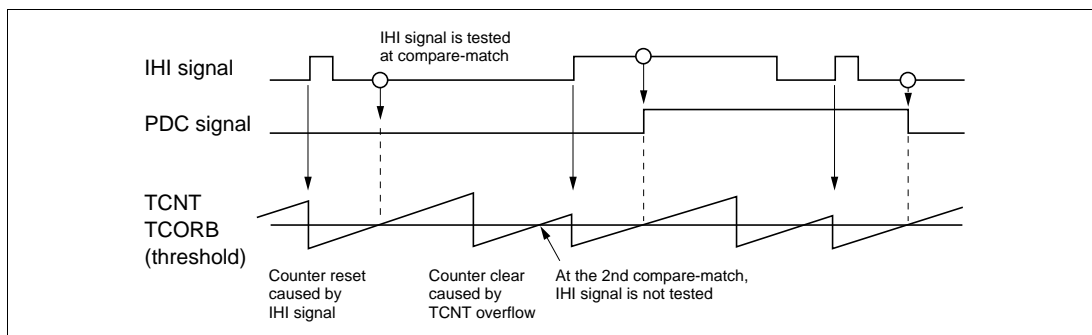 IHI signal is tested
at compare-match
IHI signal
PDC signal
TCNT
TCORB
(threshold)
Counter reset
caused by
IHI signal
Counter clear
caused by
TCNT overflow
At the 2nd compare-match,
IHI signal is not tested